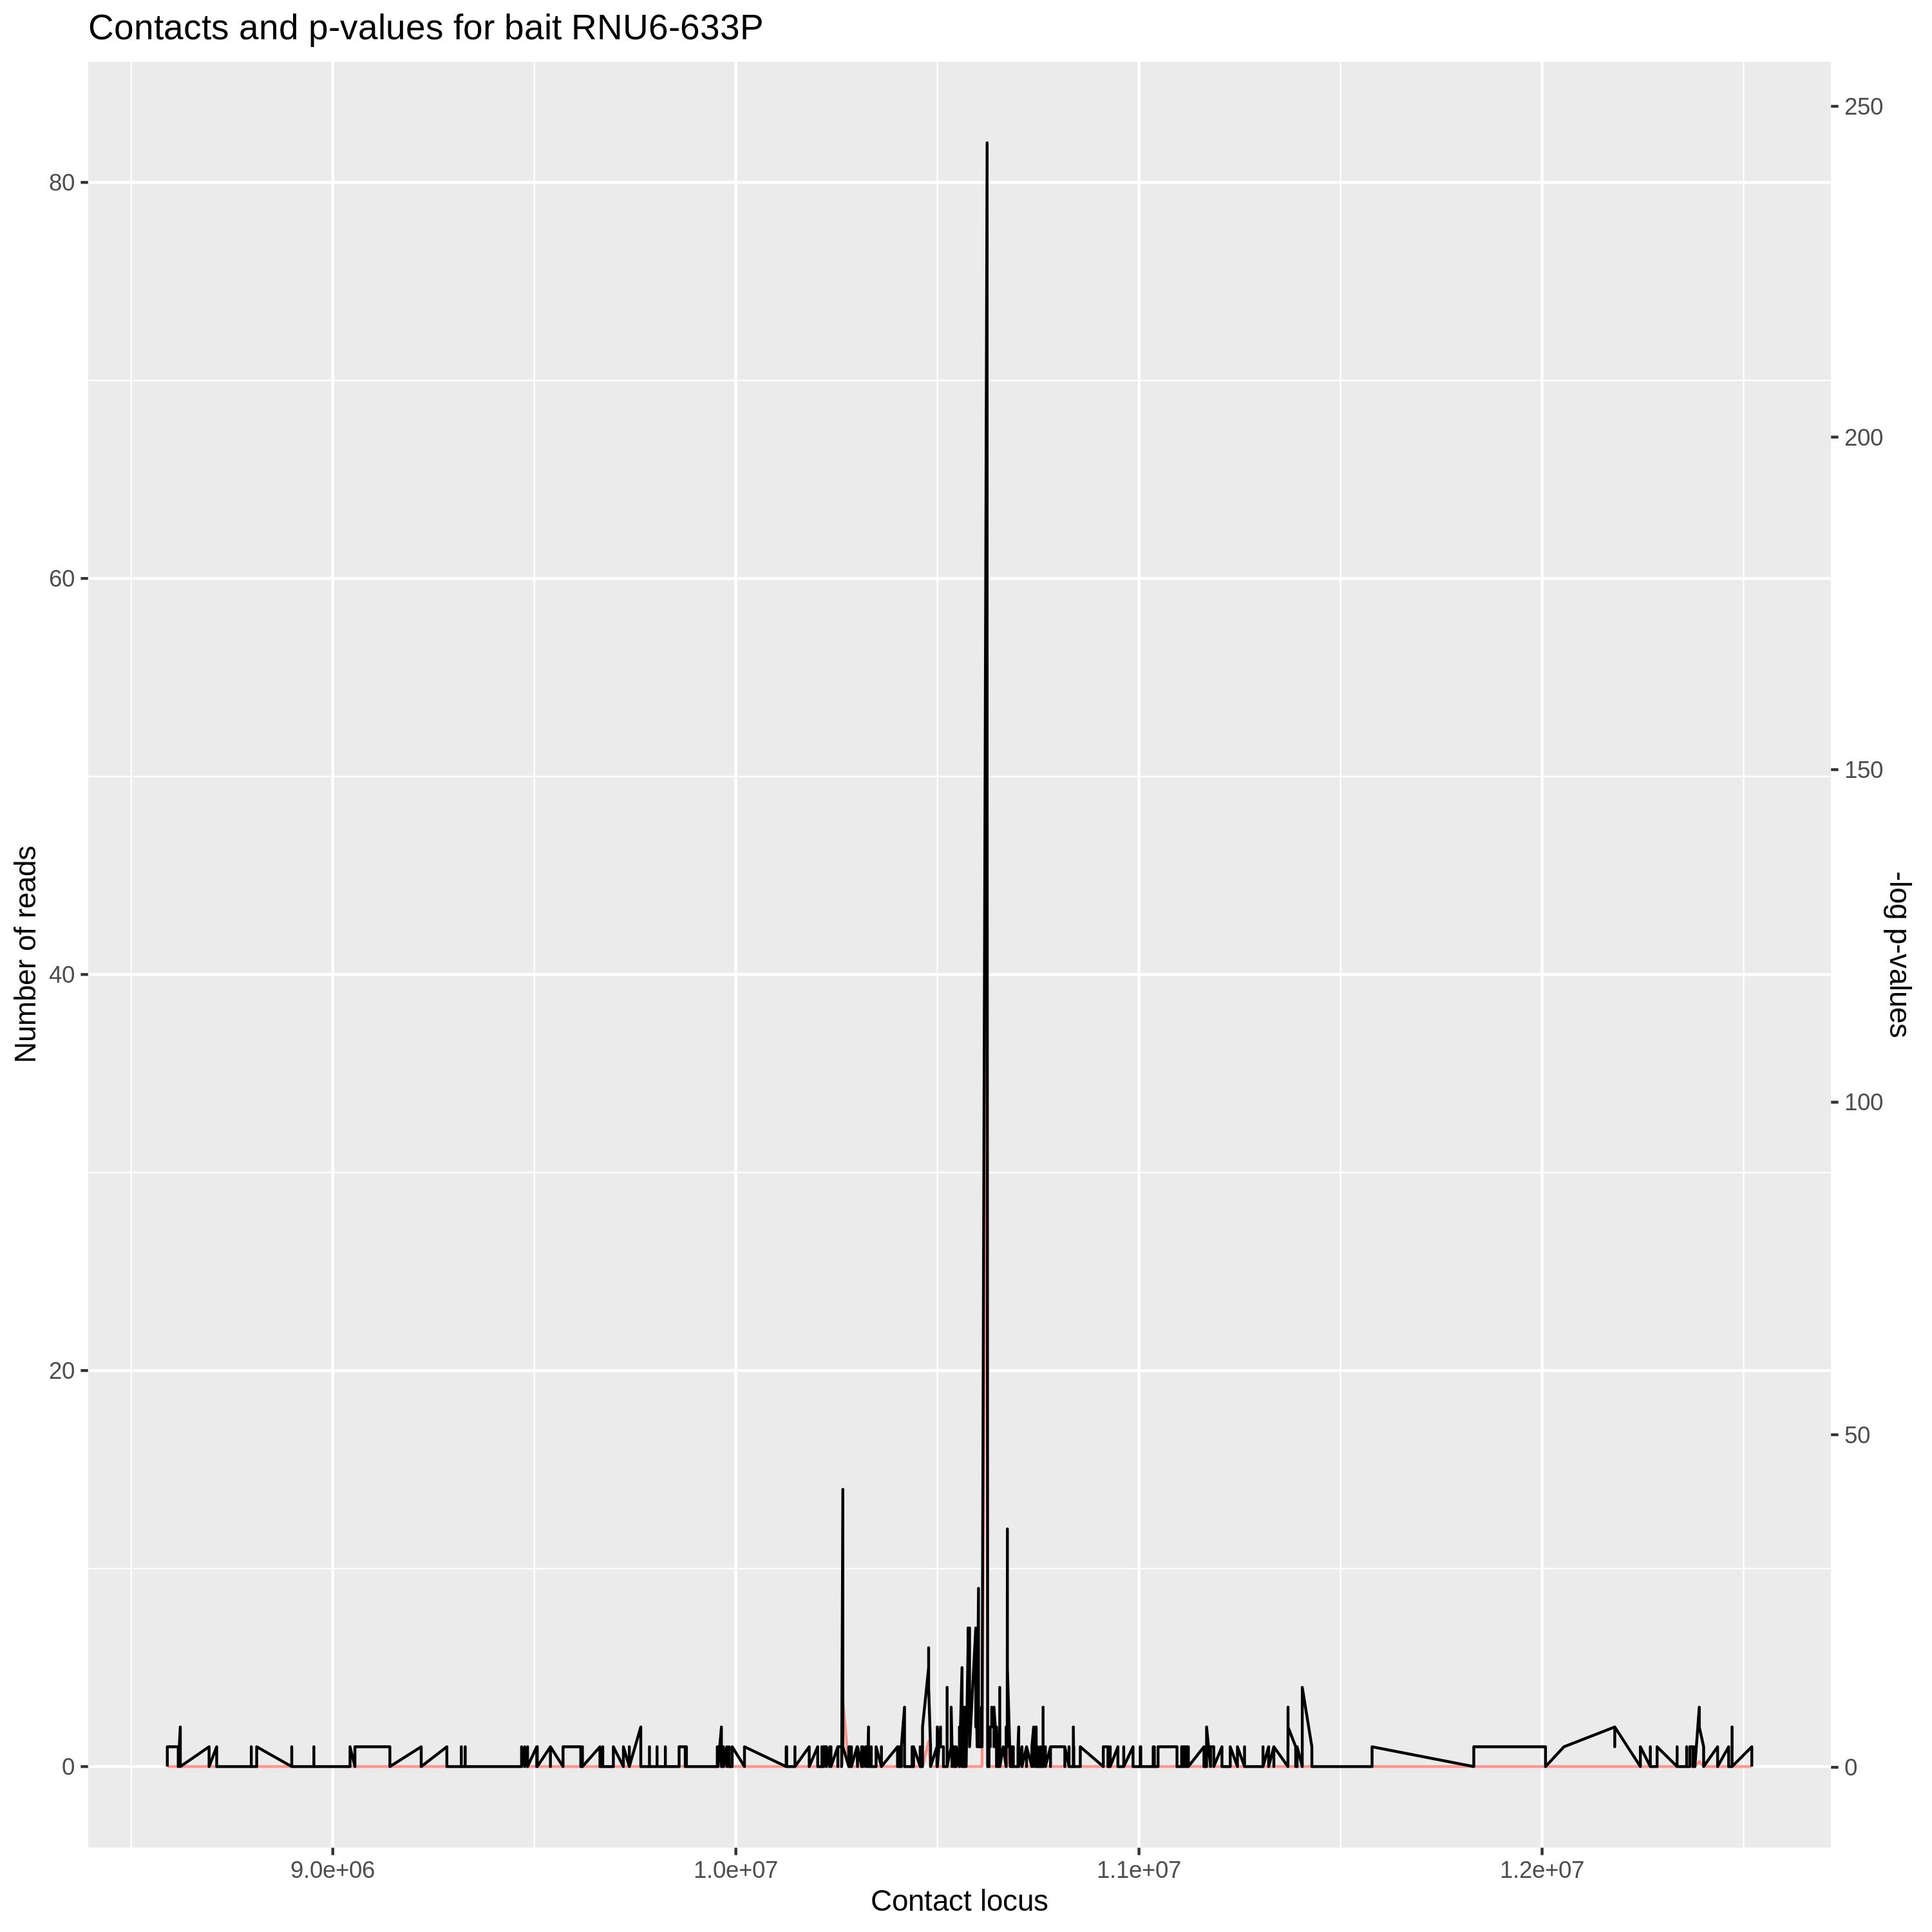 Contacts and p-values for bait RNU6-633P
Number of reads
80
60
40
20
0
250
200
150
100
50
0
-log p-values
9.0e+06
1.0e+07
1.1e+07
1.2e+07
Contact locus